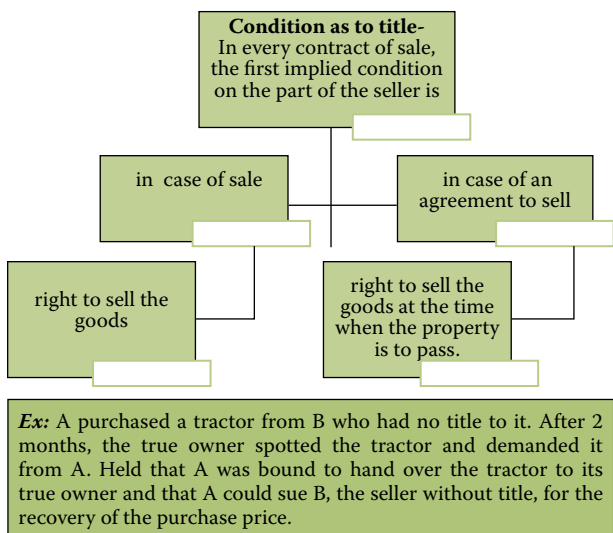 Condition as to title-
In every contract of sale,
the first implied condition
on the part of the seller is
in case of sale
in case of an
agreement to sell
right to sell the
goods
right to sell the
goods at the time
when the property
is to pass.
Ex: A purchased a tractor from B who had no title to it. After 2
months, the true owner spotted the tractor and demanded it
from A. Held that A was bound to hand over the tractor to its
true owner and that A could sue B, the seller without title, for the
recovery of the purchase price.